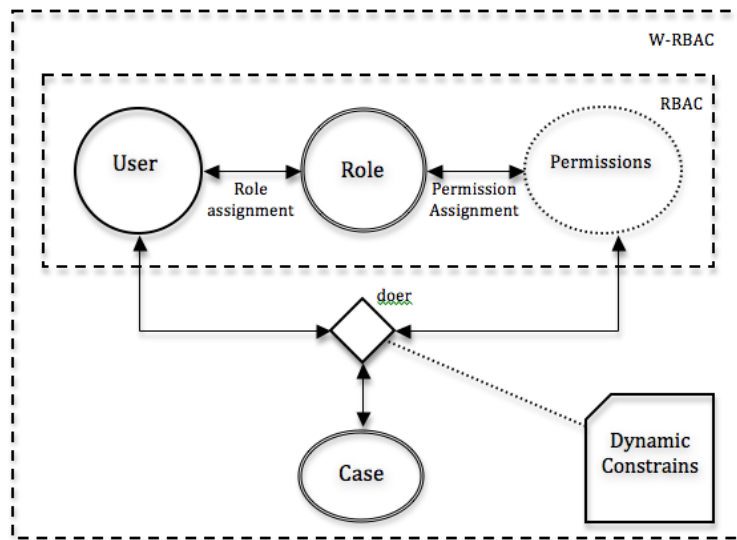 W-RBAC
RBAC
User
Role
Permissions
Role
assignment
Permission
Assignment
doer
Dynamic
Constrains
Case